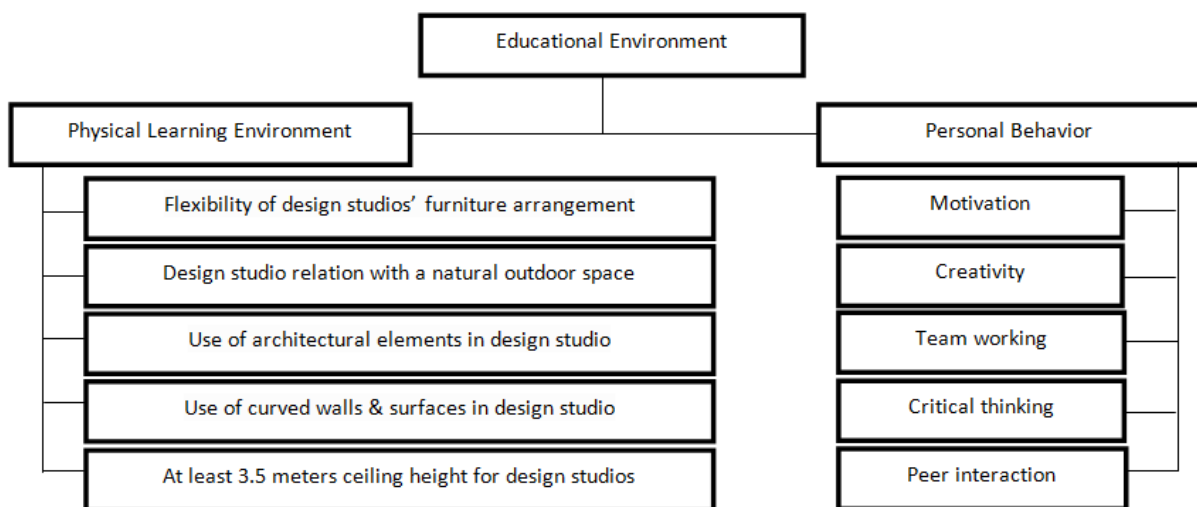 Educational Environment
Physical Learning Environment
Personal Behavior
Flexibility of design studios’ furniture arrangement
Design studio relation with a natural outdoor space
Use of architectural elements in design studio
Use of curved walls & surfaces in design studio
At least 3.5 meters ceiling height for design studios
Motivation
Creativity
Team working
Critical thinking
Peer interaction